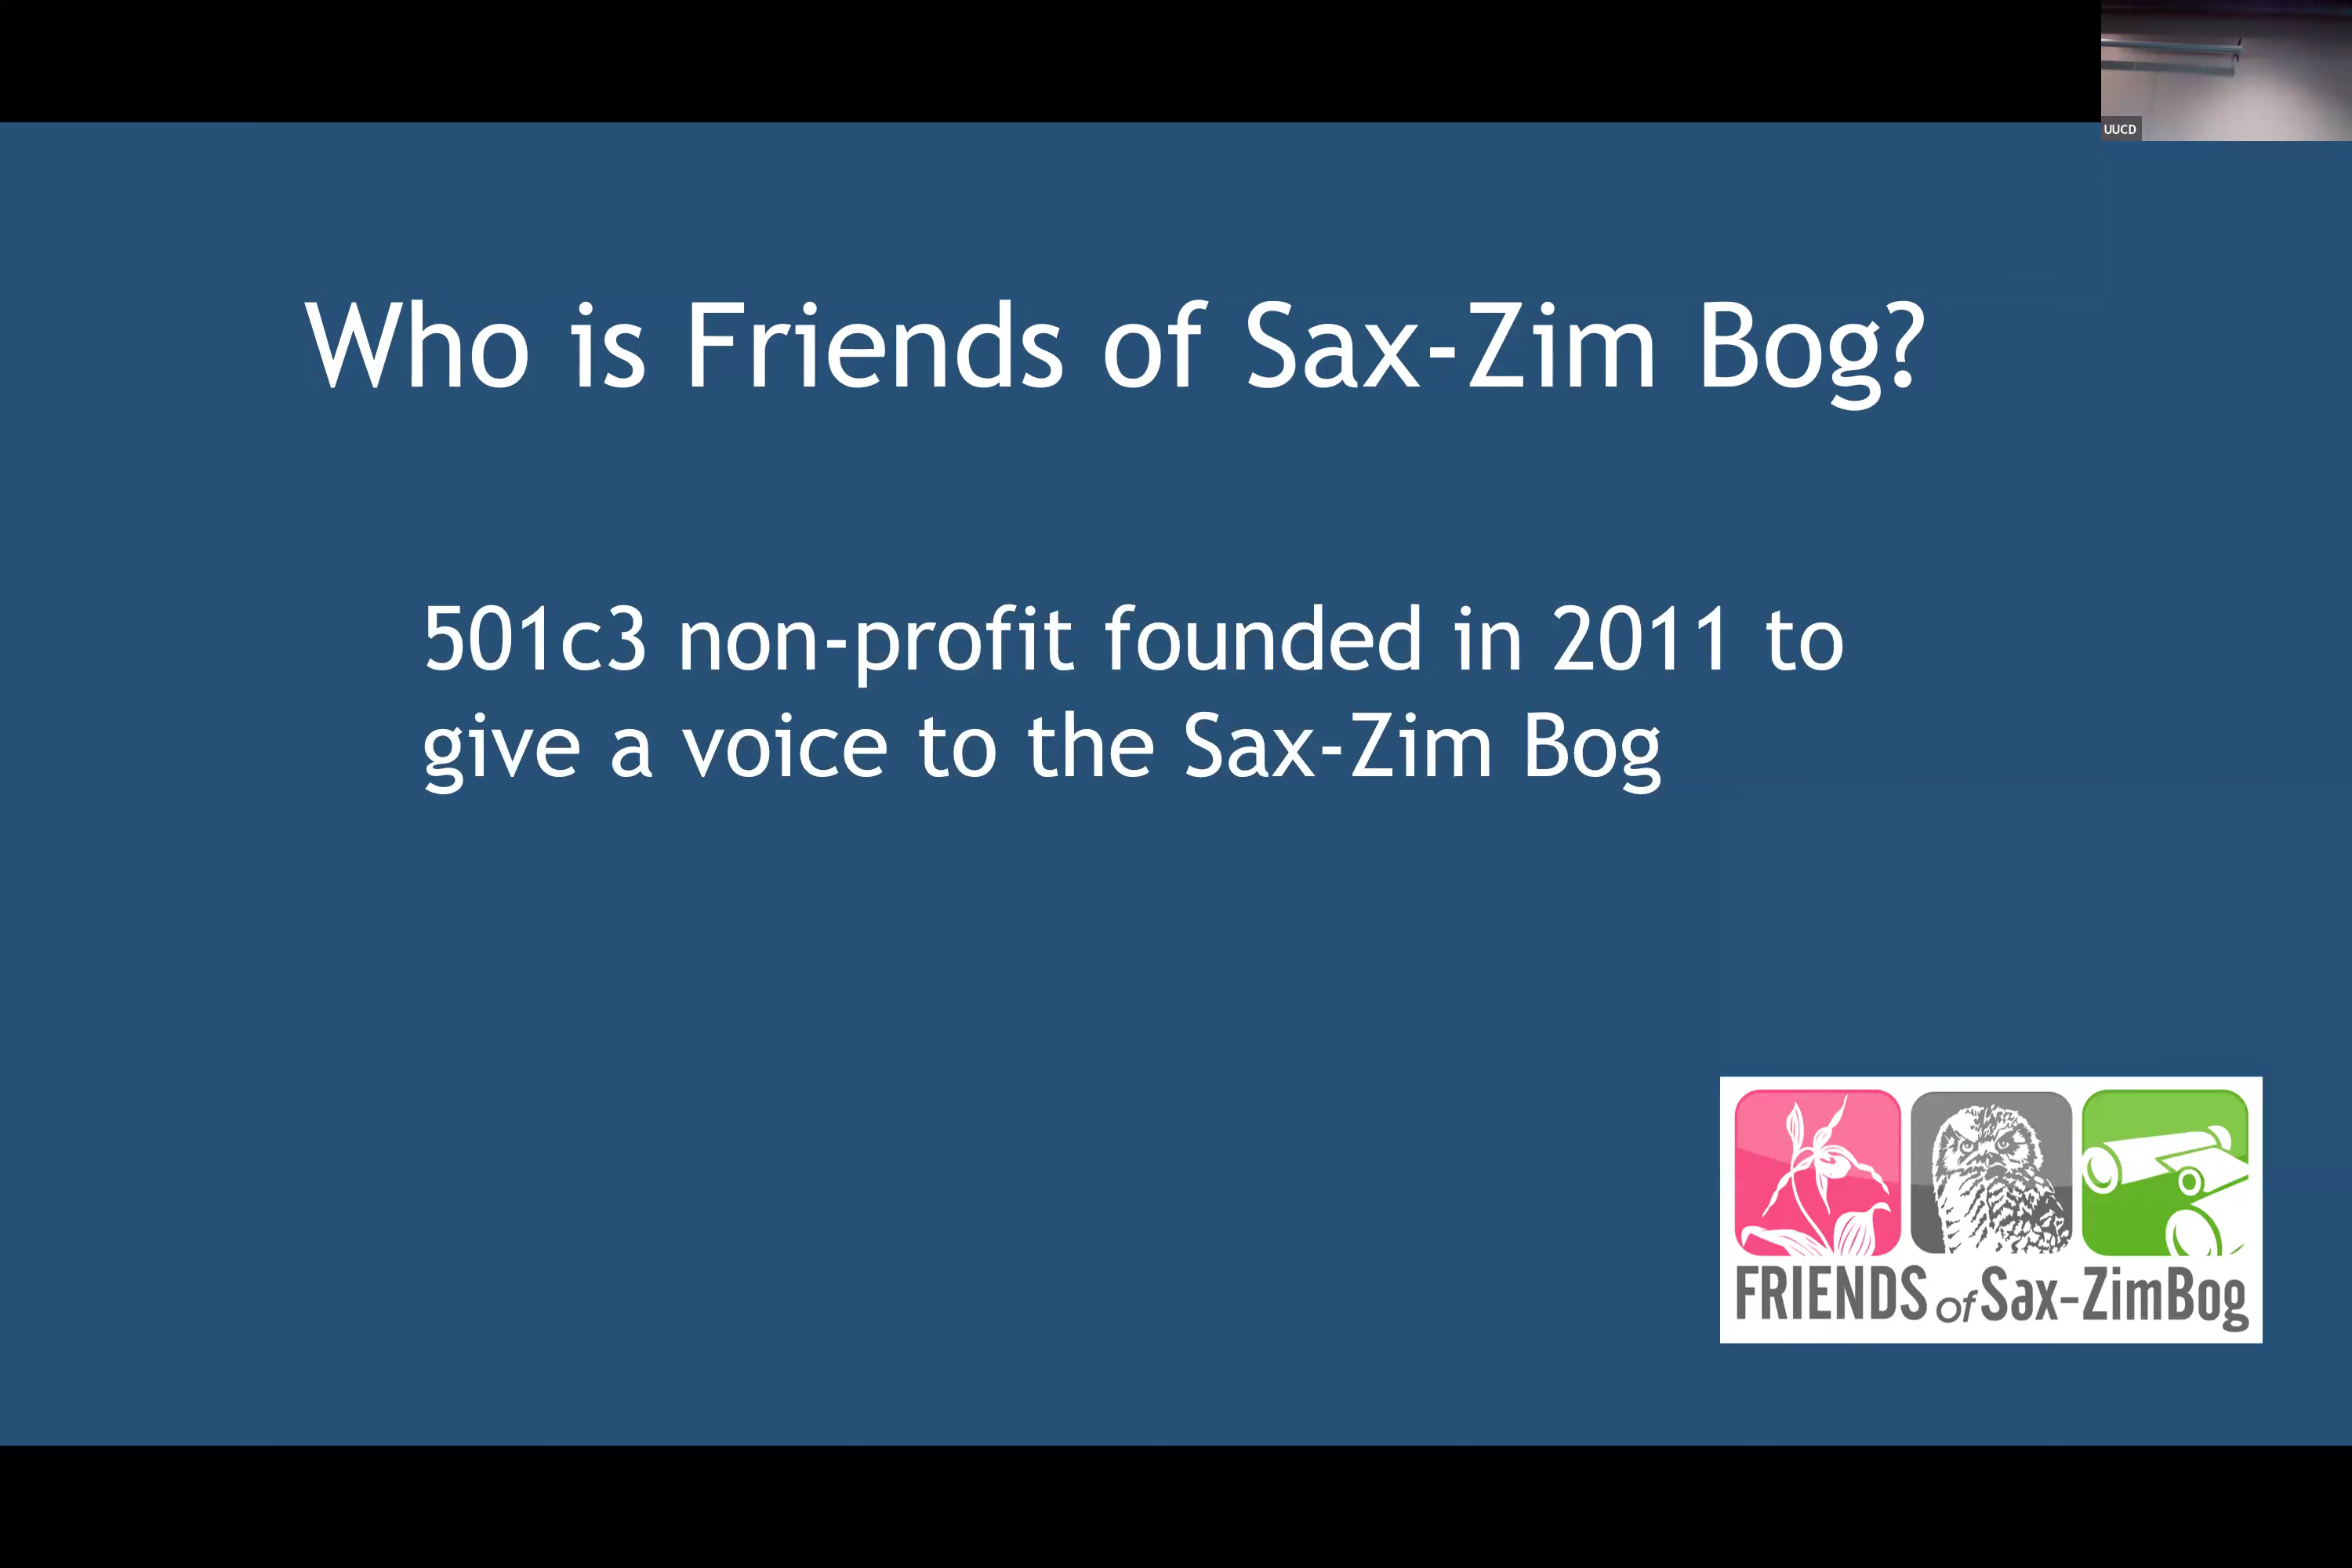 UUCD
Who is Friends of Sax-Zim Bog?
501c3 non-profit founded in 2011 to
give a voice to the Sax-Zim Bog
FRIENDS of Sax-ZimBog